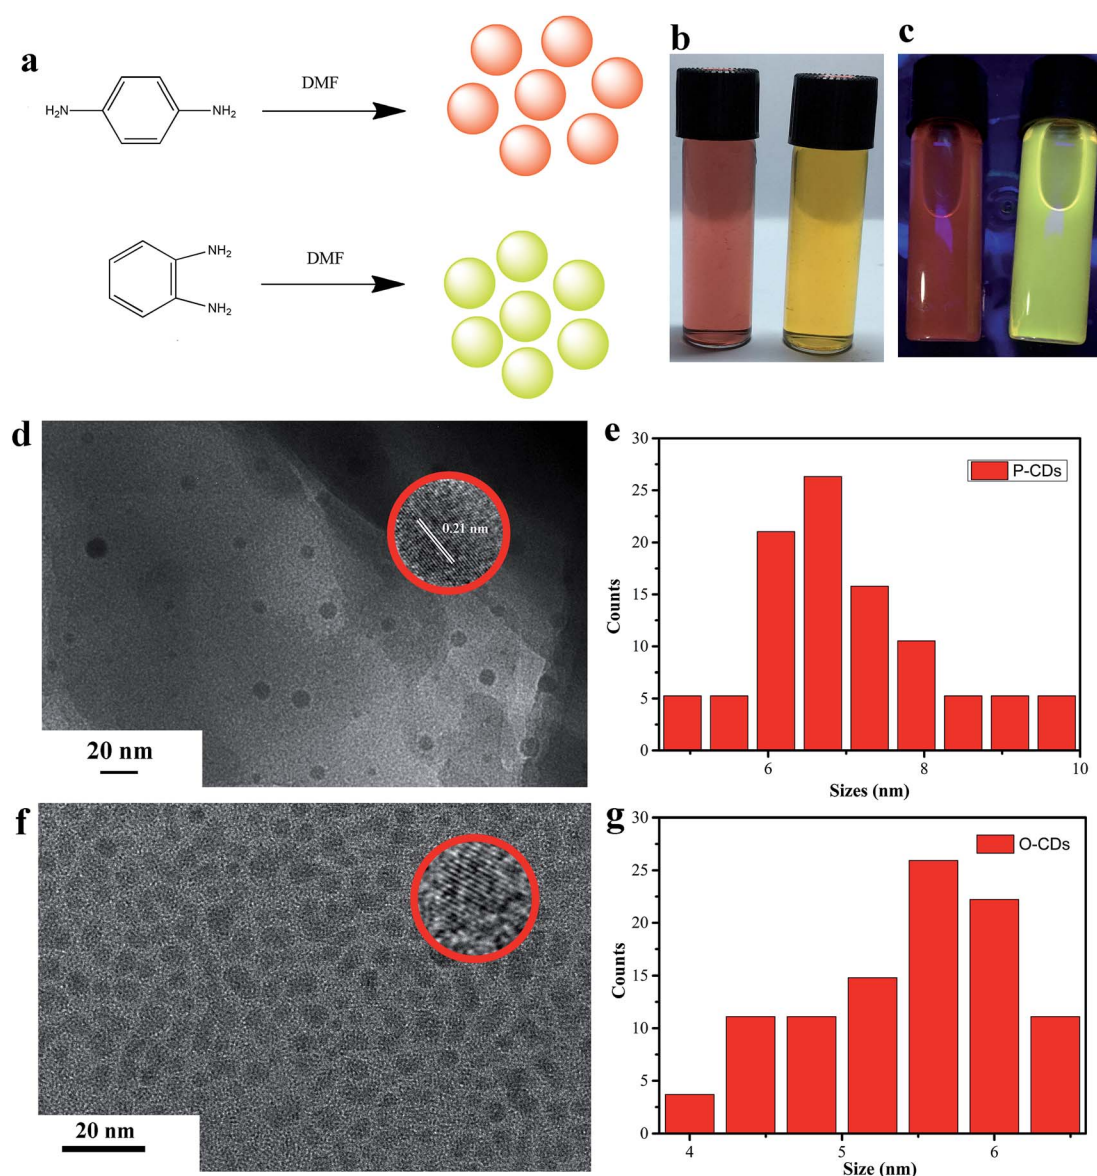 a
H₂N
NH₂
DMF
NH₂
NH₂
DMF
b
c
d
0.21 nm
20 nm
e
30
25
20
15
10
5
0
Counts
P-CDs
6
8
10
Sizes (nm)
f
20 nm
g
30
25
20
15
10
5
0
Counts
O-CDs
4
5
6
Size (nm)